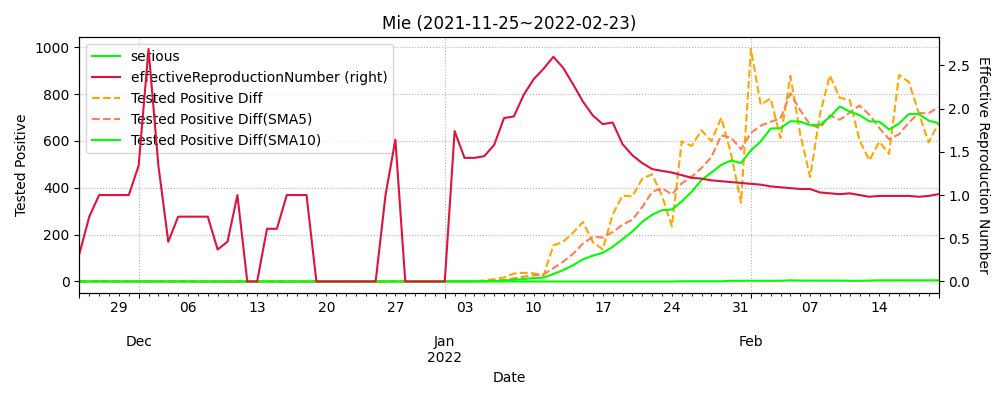 Mie (2021-11-25~2022-02-23)
1000
800
600
400
200
0
Tested Positive
serious
effectiveReproductionNumber (right)
Tested Positive Diff
Tested Positive Diff(SMA5)
Tested Positive Diff(SMA10)
2.5
2.0
1.5
1.0
0.5
0.0
Effective Reproduction Number
29 06 13 20 27 03 10 17 24 31 07 14
Dec Jan Feb
2022
Date